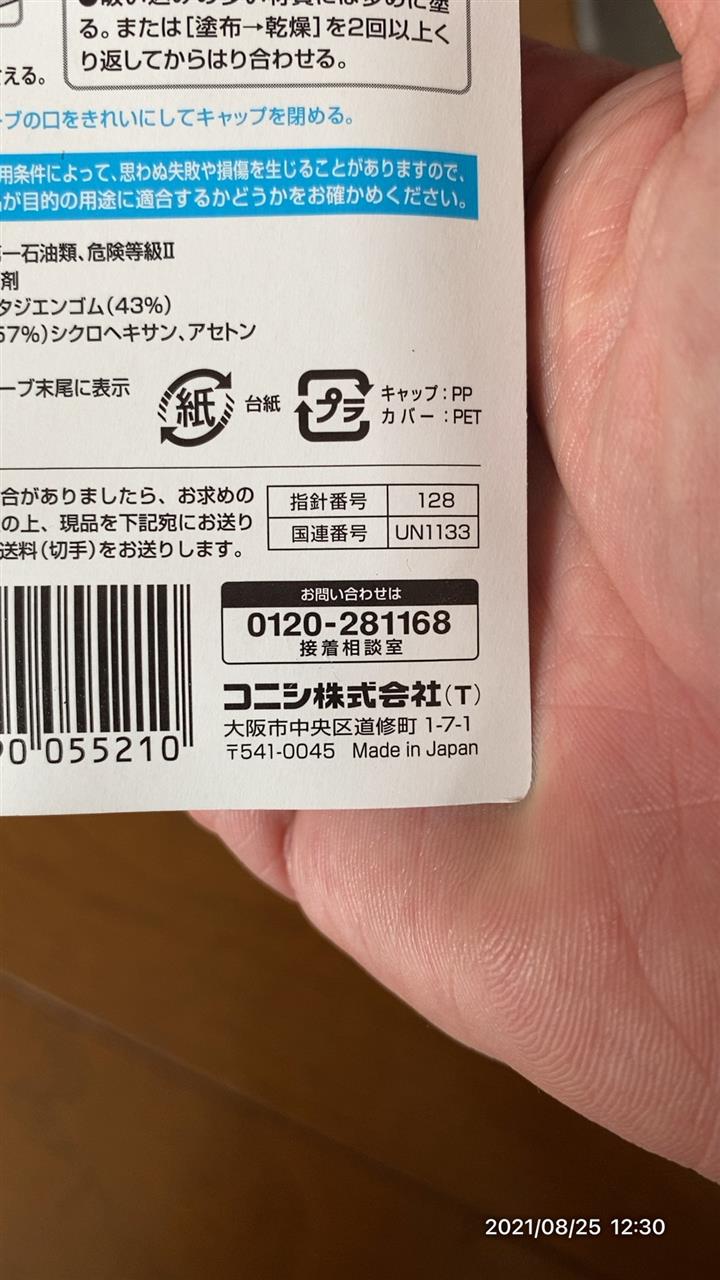 る。または[塗布→乾燥]を2回以上く
り返してからはり合わせる。
える。
ーブの口をきれいにしてキャップを閉める。
用条件によって、思わぬ失敗や損傷を生じることがありますので、
が目的の用途に適合するかどうかをお確かめください。
第一石油類、危険等級Ⅱ
剤
タジエンゴム(43%)
57%)シクロヘキサン、アセトン
ーブ末尾に表示
紙 台紙
プラ キャップ:PP
カバー:PET
合がありましたら、お求めの
の上、現品を下記宛にお送り
送料(切手)をお送りします。
指針番号 128
国連番号 UN1133
お問い合わせは
0120-281168
接着相談室
コニシ株式会社(T)
大阪市中央区道修町 1-7-1
〒541-0045 Made in Japan
0 055210
2021/08/25 12:30